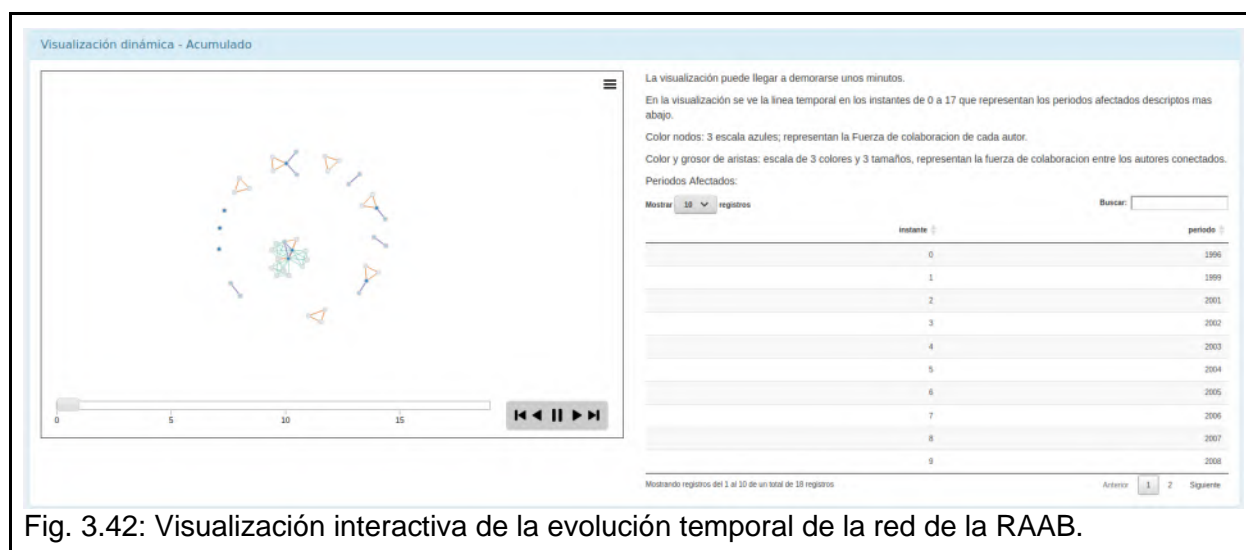 Visualización dinámica - Acumulado
0 5 10 15
La visualización puede llegar a demorarse unos minutos.
En la visualización se ve la linea temporal en los instantes de 0 a 17 que representan los periodos afectados descriptos mas
abajo.
Color nodos: 3 escala azules; representan la Fuerza de colaboracion de cada autor.
Color y grosor de aristas: escala de 3 colores y 3 tamaños, representan la fuerza de colaboracion entre los autores conectados.
Periodos Afectados:
Mostrar 10 registros Buscar:
instante periodo
0 1996
1 1999
2 2001
3 2002
4 2003
5 2004
6 2005
7 2006
8 2007
9 2008
Mostrando registros del 1 al 10 de un total de 18 registros Anterior 1 2 Siguiente
Fig. 3.42: Visualización interactiva de la evolución temporal de la red de la RAAB.